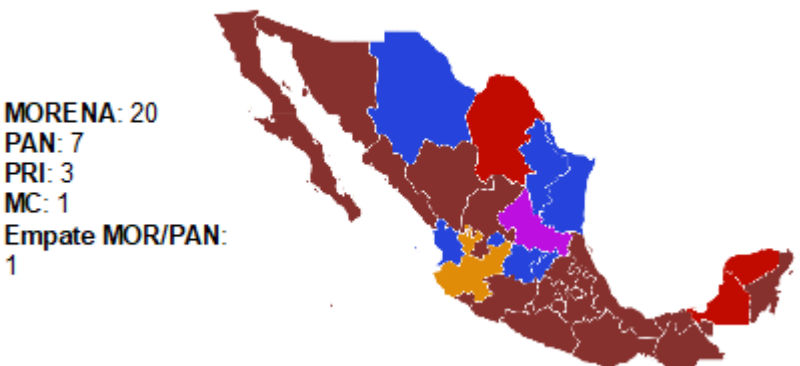 MORENA: 20
PAN: 7
PRI: 3
MC: 1
Empate MOR/PAN:
1